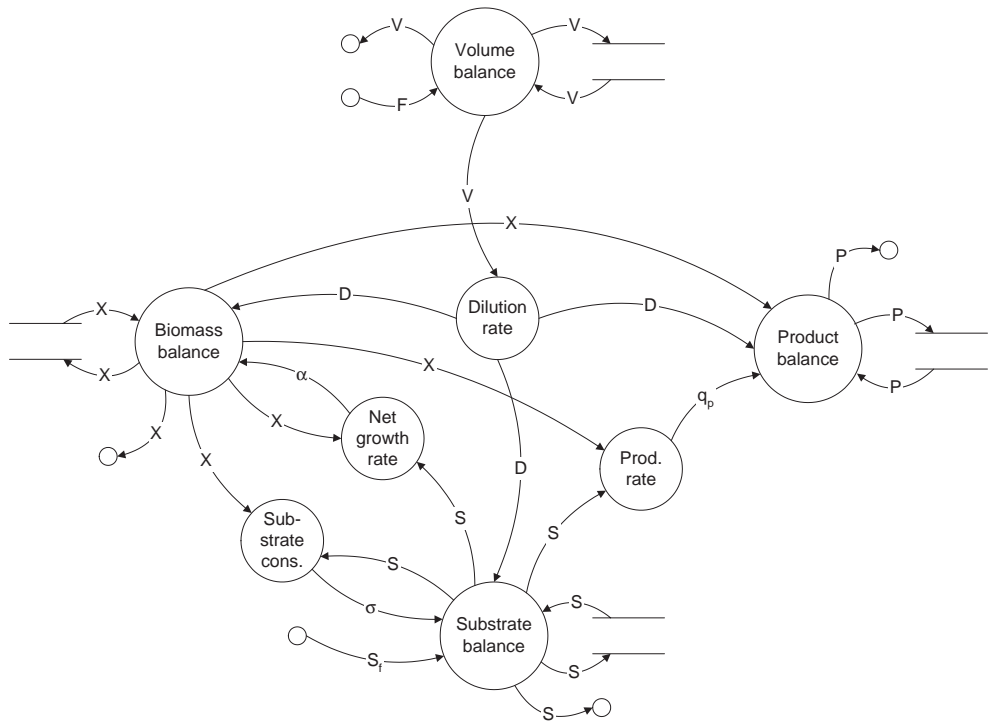 V
V
Volume
balance
F
V
V
X
P
D
D
Dilution
rate
X
Biomass
balance
P
Product
balance
X
α
X
P
q_p
X
X
Net
growth
rate
X
Prod.
rate
D
S
S
Sub-
strate
cons.
S
σ
S
Substrate
balance
S_f
S
S